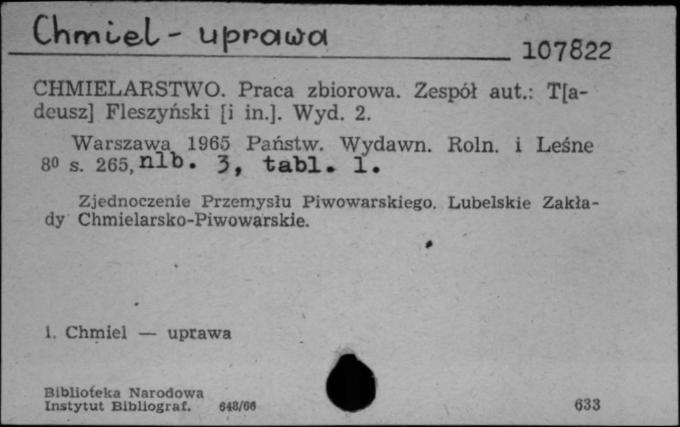 Chmiel - uprawa
107822
CHMIELARSTWO. Praca zbiorowa. Zespół aut.: T[a-
deusz] Fleszyński [i in.]. Wyd. 2.
Warszawa 1965 Państw. Wydawn. Roln. i Leśne
8⁰ s. 265, nlb. 3, tabl. 1.
Zjednoczenie Przemysłu Piwowarskiego. Lubelskie Zakła-
dy Chmielarsko-Piwowarskie.
1. Chmiel — uprawa
Biblioteka Narodowa
Instytut Bibliograf. 648/66 633